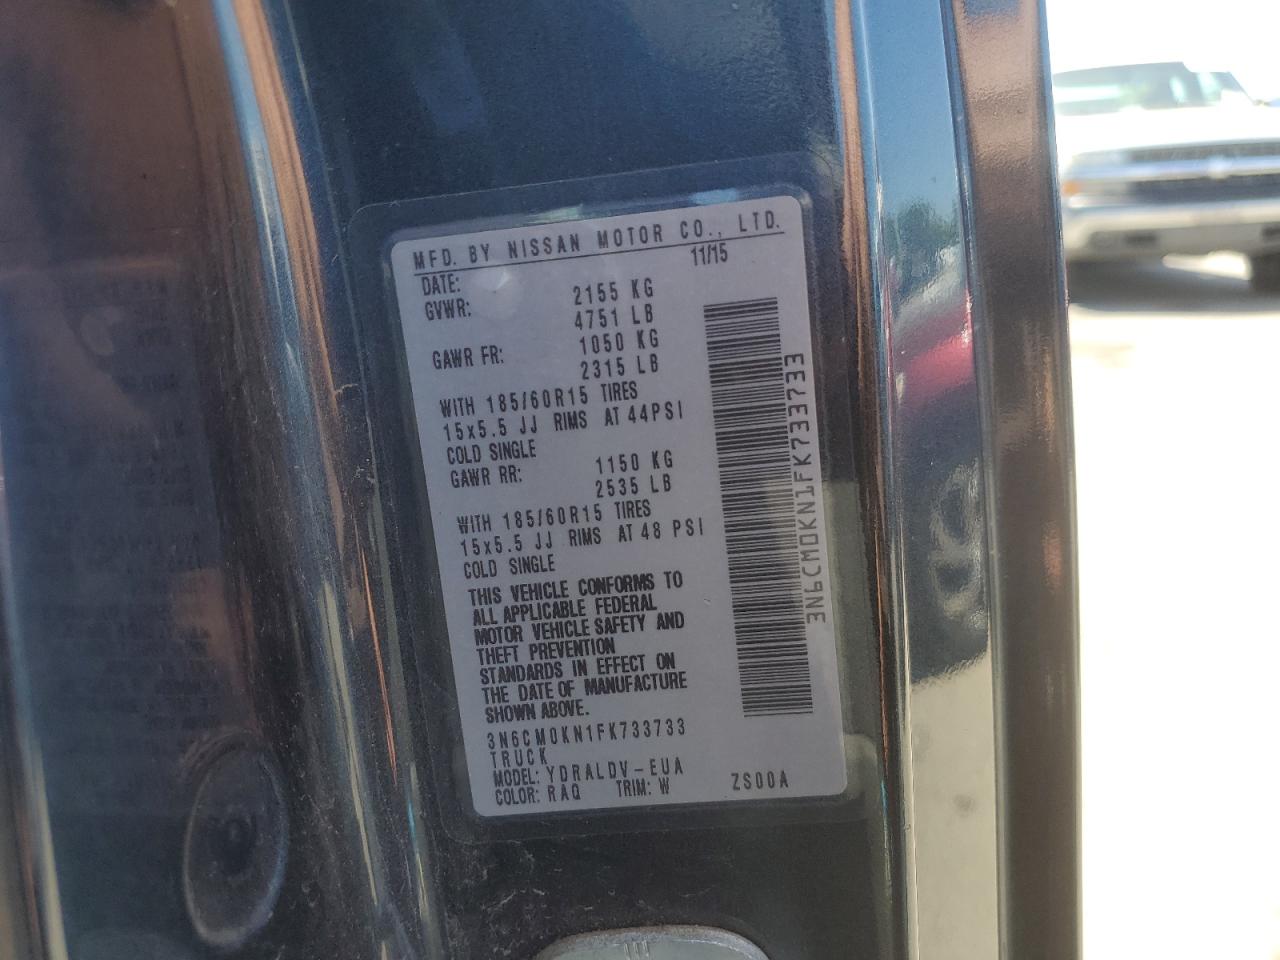 MFD. BY NISSAN MOTOR CO., LTD.
DATE: 11/15
GVWR: 2155 KG
4751 LB
GAWR FR: 1050 KG
2315 LB
WITH 185/60R15 TIRES
15x5.5 JJ RIMS AT 44PSI
COLD SINGLE
GAWR RR: 1150 KG
2535 LB
WITH 185/60R15 TIRES
15x5.5 JJ RIMS AT 48 PSI
COLD SINGLE
THIS VEHICLE CONFORMS TO
ALL APPLICABLE FEDERAL
MOTOR VEHICLE SAFETY AND
THEFT PREVENTION
STANDARDS IN EFFECT ON
THE DATE OF MANUFACTURE
SHOWN ABOVE.
3N6CM0KN1FK733733
TRUCK
MODEL: YDRALDV-EUA
COLOR: RAQ TRIM: W ZS00A
3N6CM0KN1FK733733